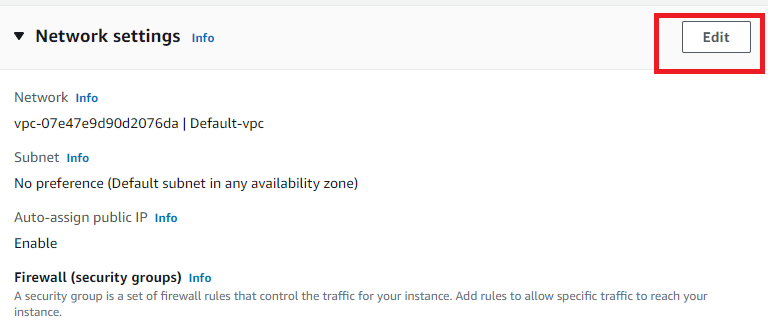 ▼ Network settings Info Edit
Network Info
vpc-07e47e9d90d2076da | Default-vpc
Subnet Info
No preference (Default subnet in any availability zone)
Auto-assign public IP Info
Enable
Firewall (security groups) Info
A security group is a set of firewall rules that control the traffic for your instance. Add rules to allow specific traffic to reach your
instance.